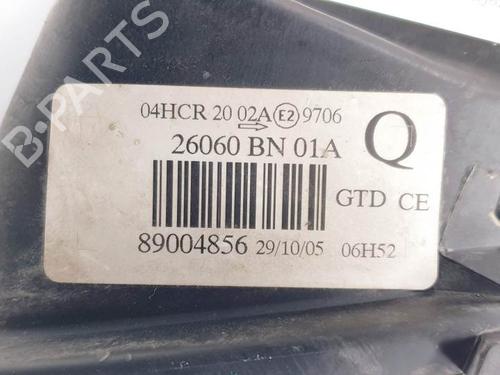 04HCR 20 02A E2 9706
26060 BN 01A Q
GTD CE
89004856 29/10/05 06H52
B-PARTS